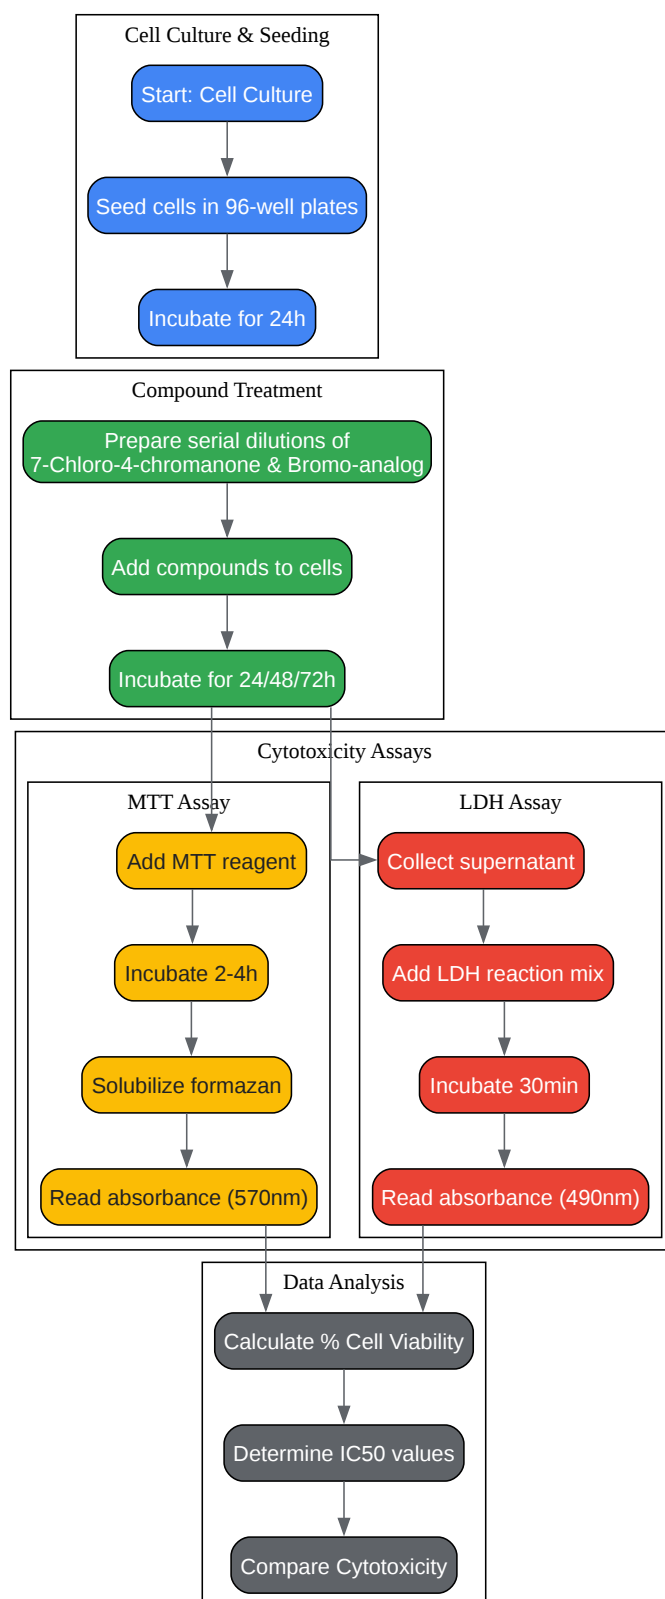 Cell Culture & Seeding
Start: Cell Culture
Seed cells in 96-well plates
Incubate for 24h
Compound Treatment
Prepare serial dilutions of
7-Chloro-4-chromanone & Bromo-analog
Add compounds to cells
Incubate for 24/48/72h
Cytotoxicity Assays
MTT Assay
Add MTT reagent
Incubate 2-4h
Solubilize formazan
Read absorbance (570nm)
LDH Assay
Collect supernatant
Add LDH reaction mix
Incubate 30min
Read absorbance (490nm)
Data Analysis
Calculate % Cell Viability
Determine IC50 values
Compare Cytotoxicity